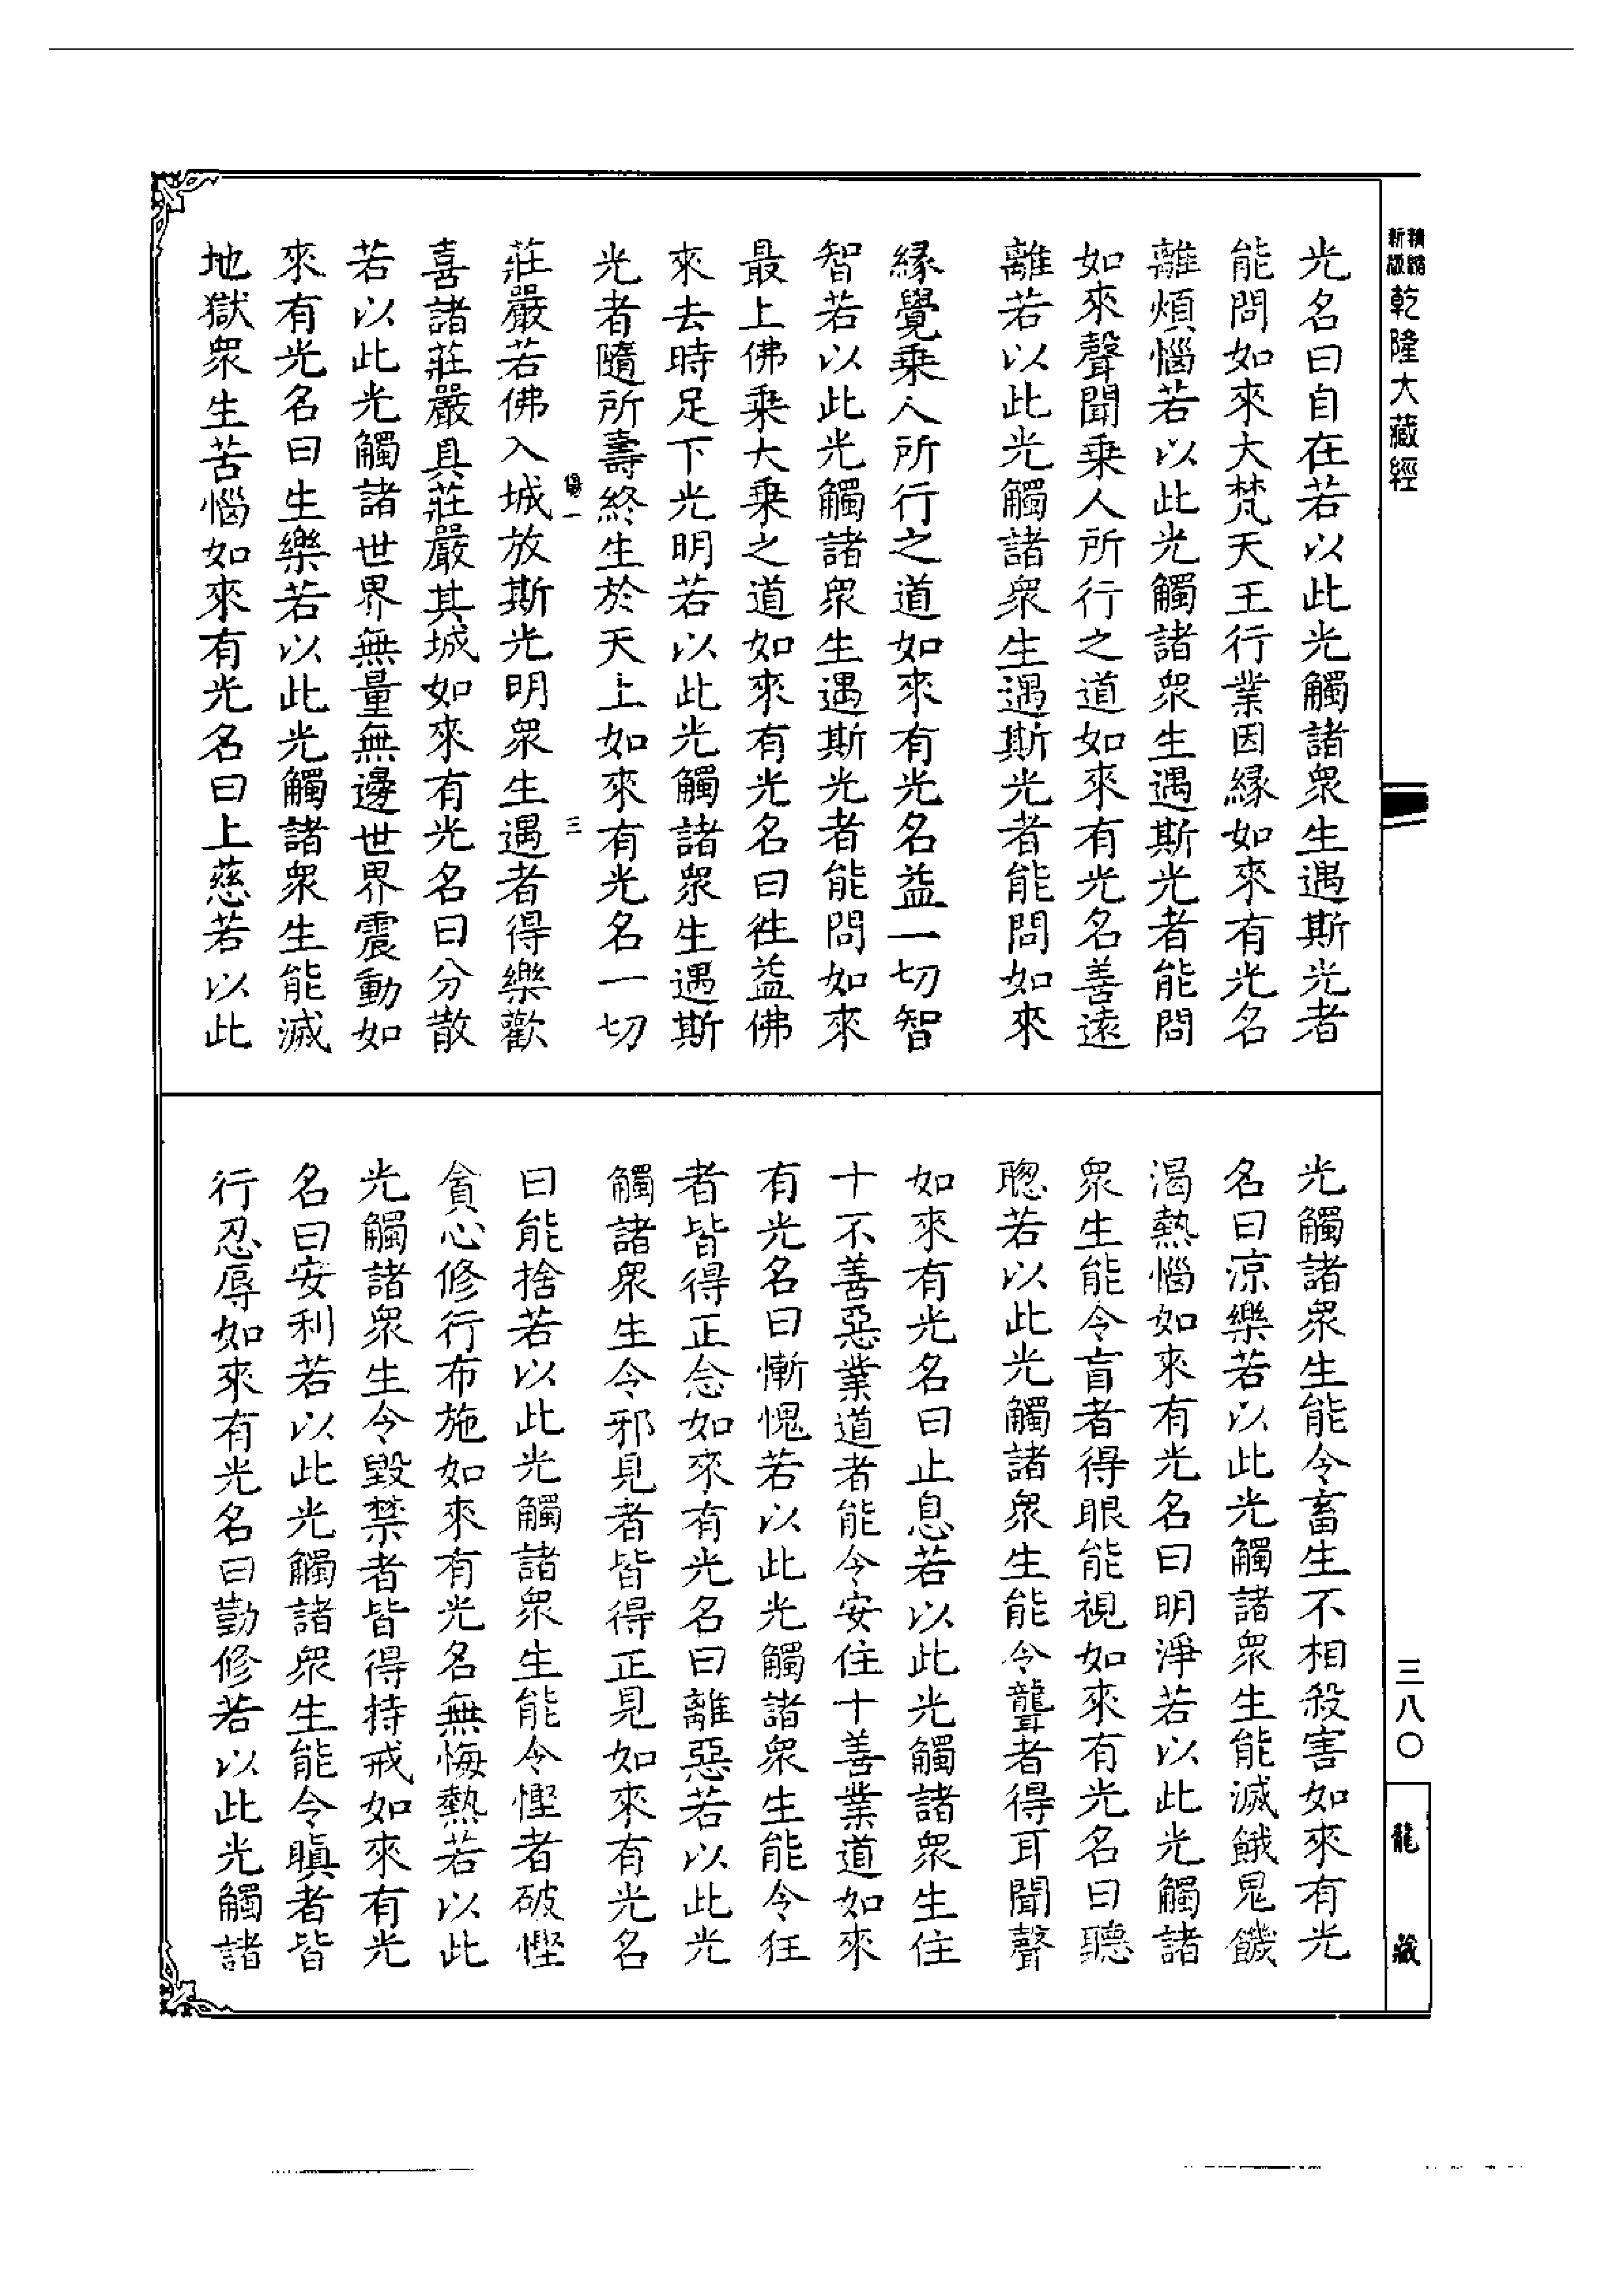 乾隆大藏經
光名曰自在若以此光觸諸衆生遇斯光者
能問如來大梵天王行業因緣如來有光名
離煩惱若以此光觸諸衆生遇斯光者能問
如來聲聞乗人所行之道如來有光名善遠
離若以此光觸諸衆生遇斯光者能問如來
緣覺乗人所行之道如來有光名益一切智
智若以此光觸諸衆生遇斯光者能問如來
最上佛乗大乗之道如來有光名曰徃益佛
來去時足下光明若以此光觸諸衆生遇斯
光者隨所壽終生於天上如來有光名一切
三
莊嚴若佛入城放斯光明衆生遇者得樂歡
喜諸莊嚴具莊嚴其城如來有光名曰分散
若以此光觸諸世界無量無邊世界震動如
來有光名曰生樂若以此光觸諸衆生能滅
地獄衆生苦惱如來有光名曰上慈若以此
光觸諸衆生能令畜生不相殺害如來有光
名曰涼樂若以此光觸諸衆生能滅餓鬼饑
渴熱惱如來有光名曰明淨若以此光觸諸
衆生能令盲者得眼能視如來有光名曰聽
聰若以此光觸諸衆生能令聾者得耳聞聲
如來有光名曰止息若以此光觸諸衆生住
十不善惡業道者能令安住十善業道如來
有光名曰慚愧若以此光觸諸衆生能令狂
者皆得正念如來有光名曰離惡若以此光
觸諸衆生令邪見者皆得正見如來有光名
曰能捨若以此光觸諸衆生能令慳者破慳
貪心修行布施如來有光名無悔熱若以此
光觸諸衆生令毀禁者皆得持戒如來有光
名曰安利若以此光觸諸衆生能令瞋者皆
行忍辱如來有光名曰勤修若以此光觸諸
三八〇
龍藏